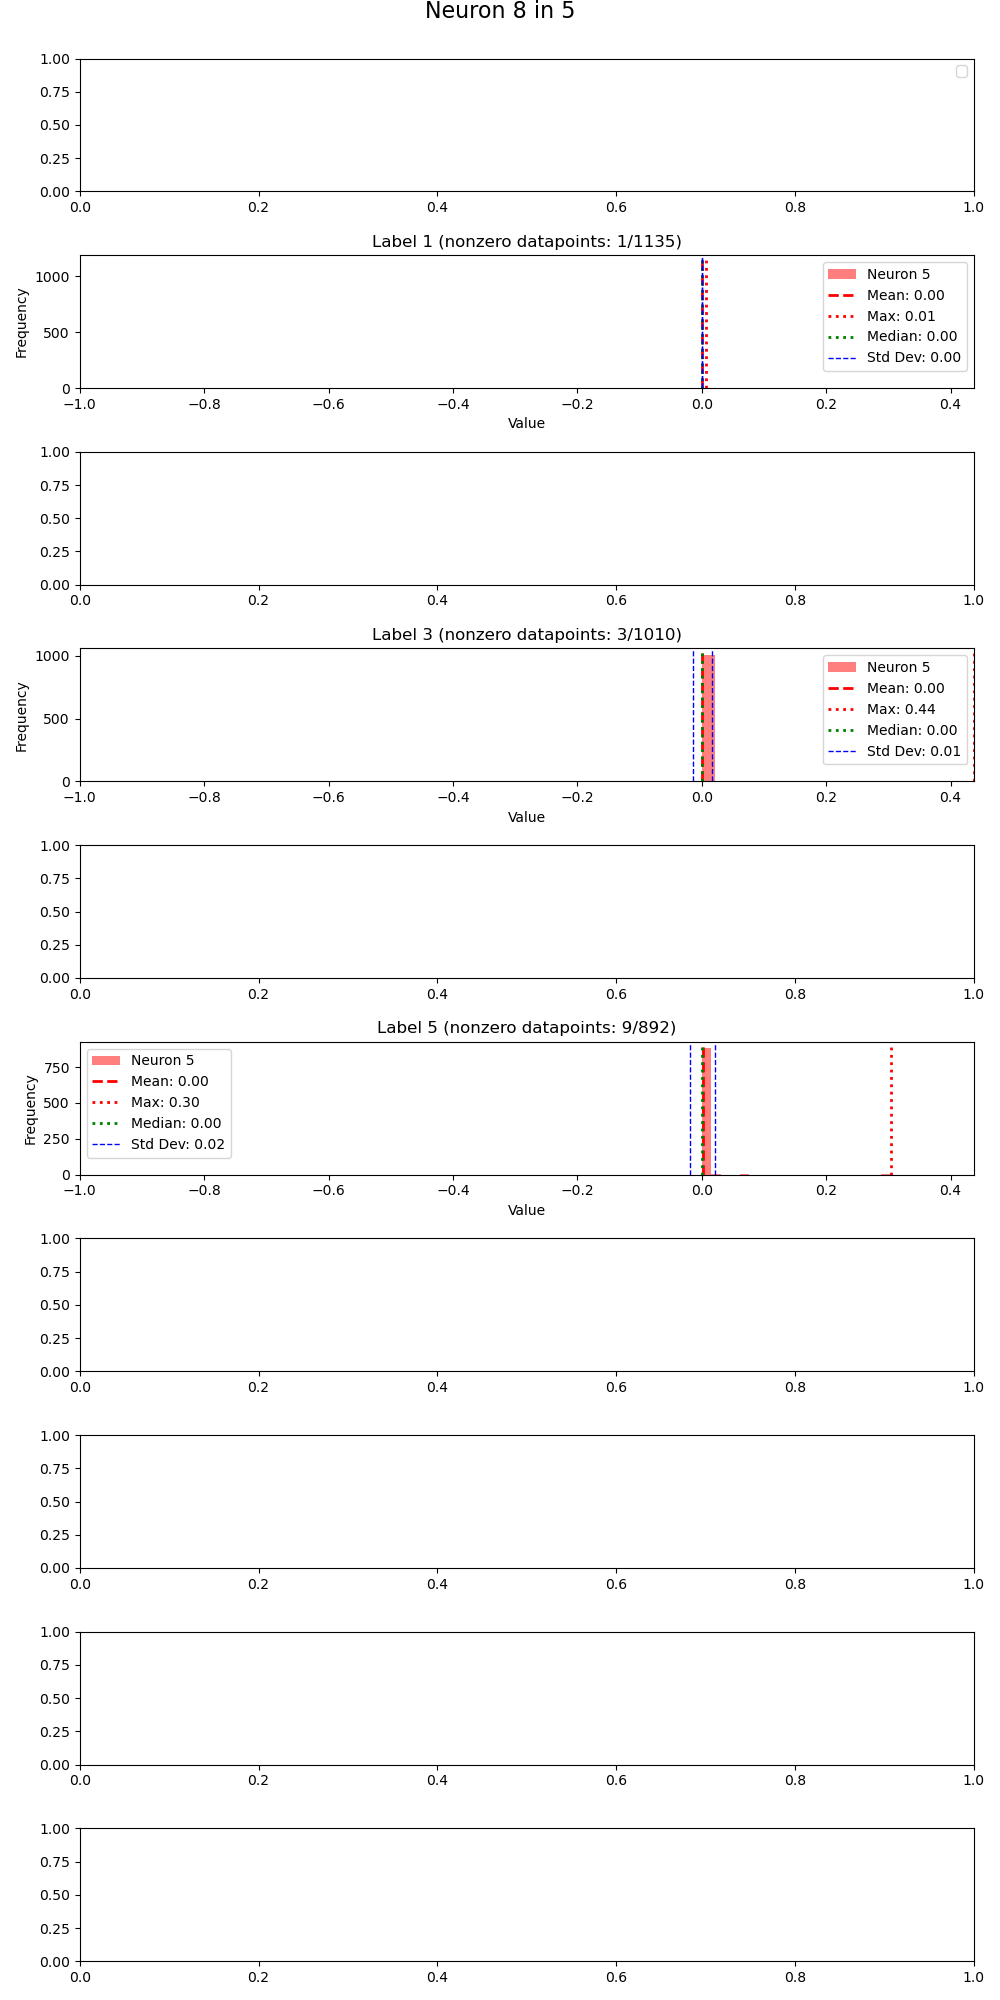 Neuron 8 in 5
1.00
0.75
0.50
0.25
0.00
0.0 0.2 0.4 0.6 0.8 1.0
Label 1 (nonzero datapoints: 1/1135)
Frequency
1000
500
0
Neuron 5
Mean: 0.00
Max: 0.01
Median: 0.00
Std Dev: 0.00
−1.0 −0.8 −0.6 −0.4 −0.2 0.0 0.2 0.4
Value
1.00
0.75
0.50
0.25
0.00
0.0 0.2 0.4 0.6 0.8 1.0
Label 3 (nonzero datapoints: 3/1010)
Frequency
1000
500
0
Neuron 5
Mean: 0.00
Max: 0.44
Median: 0.00
Std Dev: 0.01
−1.0 −0.8 −0.6 −0.4 −0.2 0.0 0.2 0.4
Value
1.00
0.75
0.50
0.25
0.00
0.0 0.2 0.4 0.6 0.8 1.0
Label 5 (nonzero datapoints: 9/892)
Frequency
750
500
250
0
Neuron 5
Mean: 0.00
Max: 0.30
Median: 0.00
Std Dev: 0.02
−1.0 −0.8 −0.6 −0.4 −0.2 0.0 0.2 0.4
Value
1.00
0.75
0.50
0.25
0.00
0.0 0.2 0.4 0.6 0.8 1.0
1.00
0.75
0.50
0.25
0.00
0.0 0.2 0.4 0.6 0.8 1.0
1.00
0.75
0.50
0.25
0.00
0.0 0.2 0.4 0.6 0.8 1.0
1.00
0.75
0.50
0.25
0.00
0.0 0.2 0.4 0.6 0.8 1.0